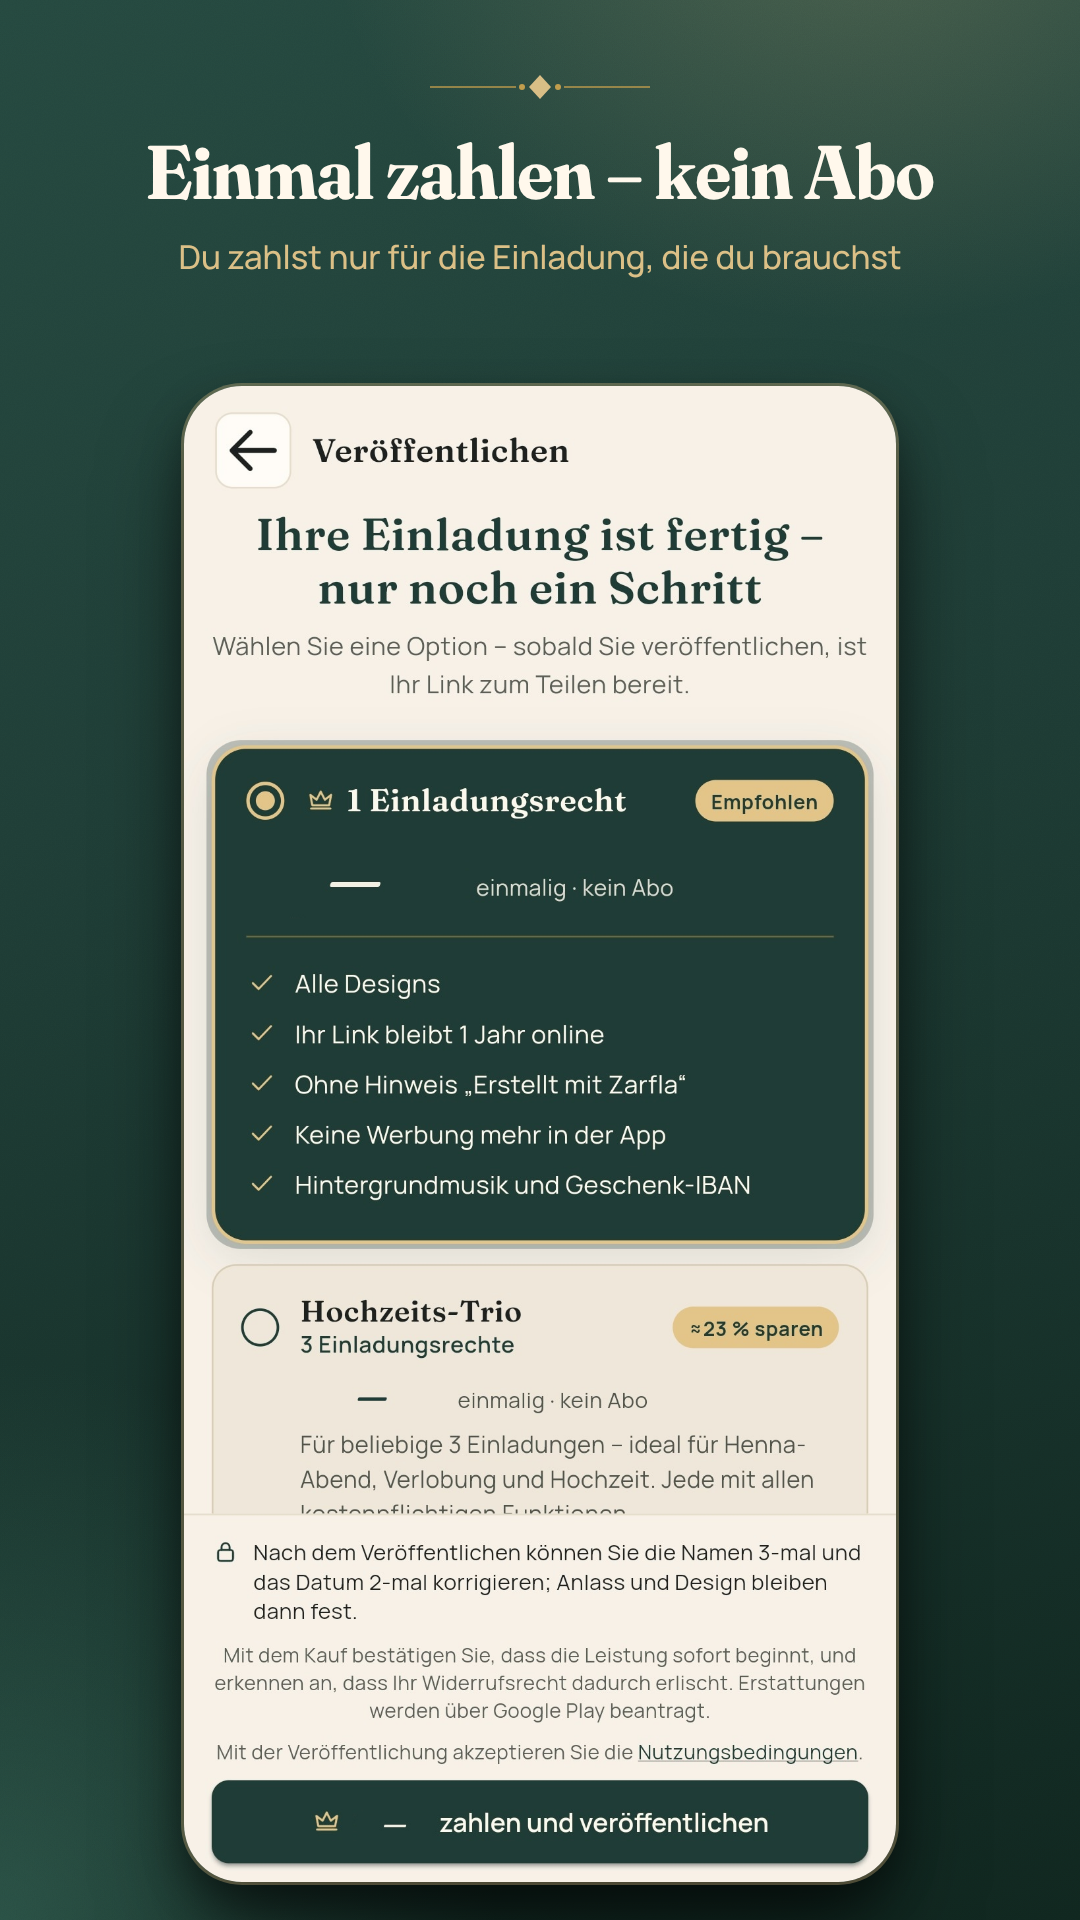 Einmal zahlen – kein Abo
Du zahlst nur für die Einladung, die du brauchst
Veröffentlichen
Ihre Einladung ist fertig –
nur noch ein Schritt
Wählen Sie eine Option – sobald Sie veröffentlichen, ist
Ihr Link zum Teilen bereit.
1 Einladungsrecht
Empfohlen
— einmalig · kein Abo
Alle Designs
Ihr Link bleibt 1 Jahr online
Ohne Hinweis „Erstellt mit Zarfla“
Keine Werbung mehr in der App
Hintergrundmusik und Geschenk-IBAN
Hochzeits-Trio
3 Einladungsrechte
≈23 % sparen
— einmalig · kein Abo
Für beliebige 3 Einladungen – ideal für Henna-
Abend, Verlobung und Hochzeit. Jede mit allen
kostenpflichtigen Funktionen.
Nach dem Veröffentlichen können Sie die Namen 3-mal und
das Datum 2-mal korrigieren; Anlass und Design bleiben
dann fest.
Mit dem Kauf bestätigen Sie, dass die Leistung sofort beginnt, und
erkennen an, dass Ihr Widerrufsrecht dadurch erlischt. Erstattungen
werden über Google Play beantragt.
Mit der Veröffentlichung akzeptieren Sie die Nutzungsbedingungen.
— zahlen und veröffentlichen